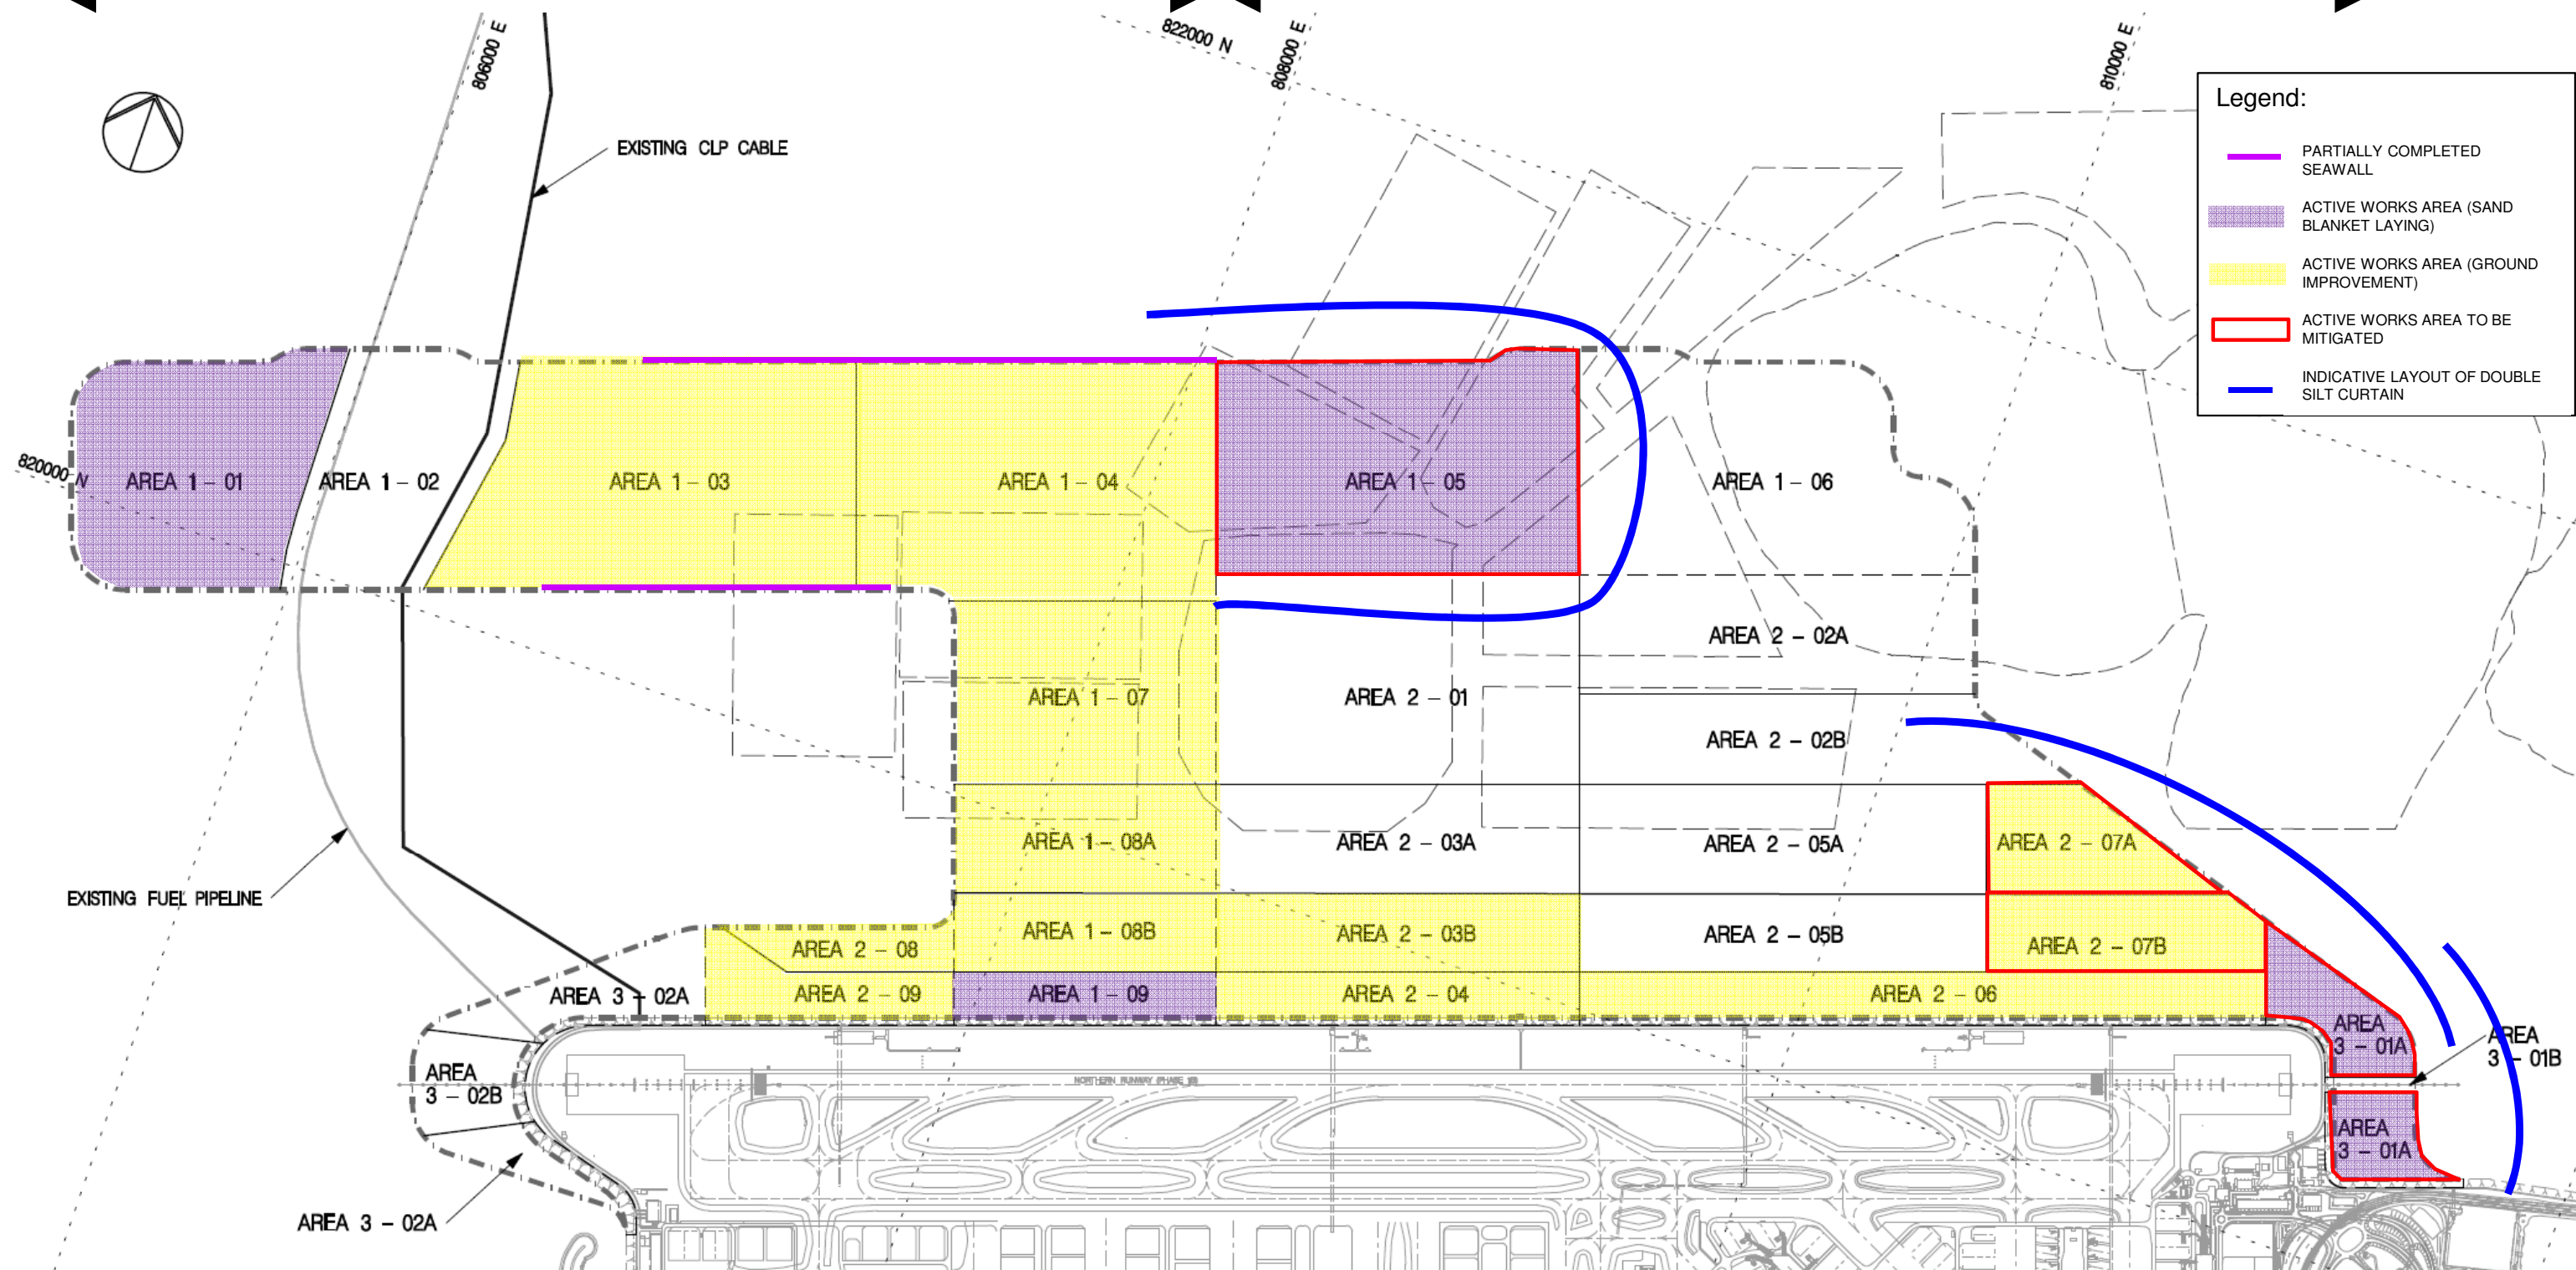 822000 N
806000 E
808000 E
810000 E
Legend:
PARTIALLY COMPLETED
SEAWALL
ACTIVE WORKS AREA (SAND
BLANKET LAYING)
ACTIVE WORKS AREA (GROUND
IMPROVEMENT)
ACTIVE WORKS AREA TO BE
MITIGATED
INDICATIVE LAYOUT OF DOUBLE
SILT CURTAIN
EXISTING CLP CABLE
820000 N
AREA 1 – 01
AREA 1 – 02
AREA 1 – 03
AREA 1 – 04
AREA 1 – 05
AREA 1 – 06
AREA 2 – 02A
AREA 1 – 07
AREA 2 – 01
AREA 2 – 02B
AREA 1 – 08A
AREA 2 – 03A
AREA 2 – 05A
AREA 2 – 07A
EXISTING FUEL PIPELINE
AREA 2 – 08
AREA 1 – 08B
AREA 2 – 03B
AREA 2 – 05B
AREA 2 – 07B
AREA 3 – 02A
AREA 2 – 09
AREA 1 – 09
AREA 2 – 04
AREA 2 – 06
AREA
3 – 01A
AREA
3 – 01B
AREA
3 – 02B
NORTHERN RUNWAY
AREA
3 – 01A
AREA 3 – 02A